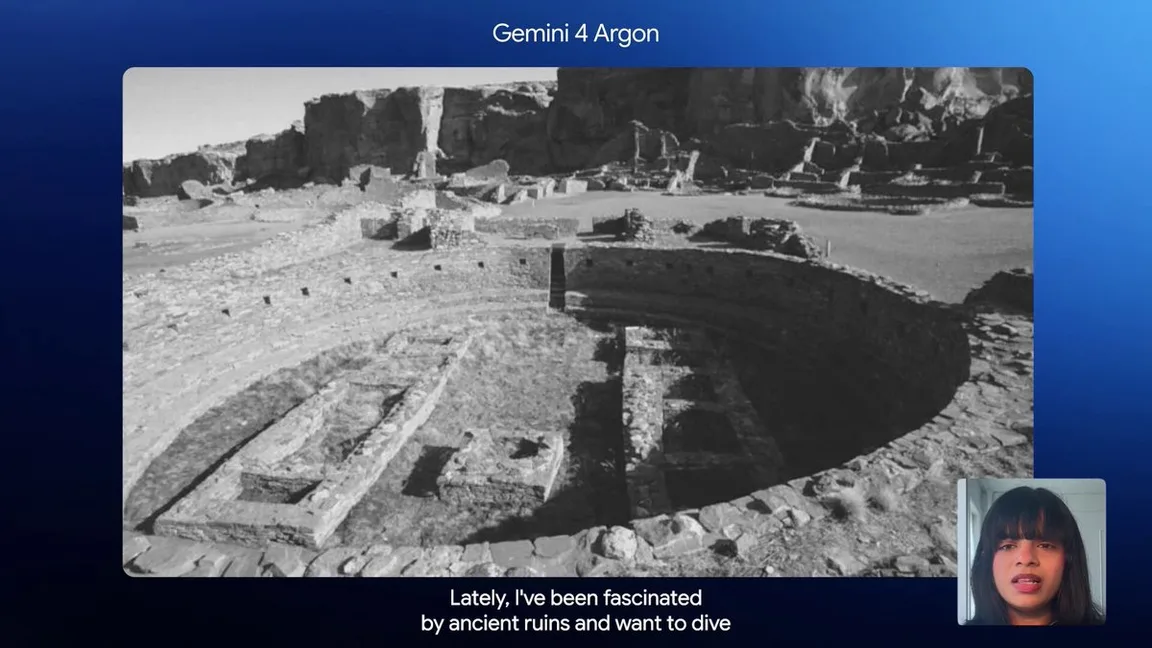 Gemini 4 Argon
Lately, I've been fascinated
by ancient ruins and want to dive